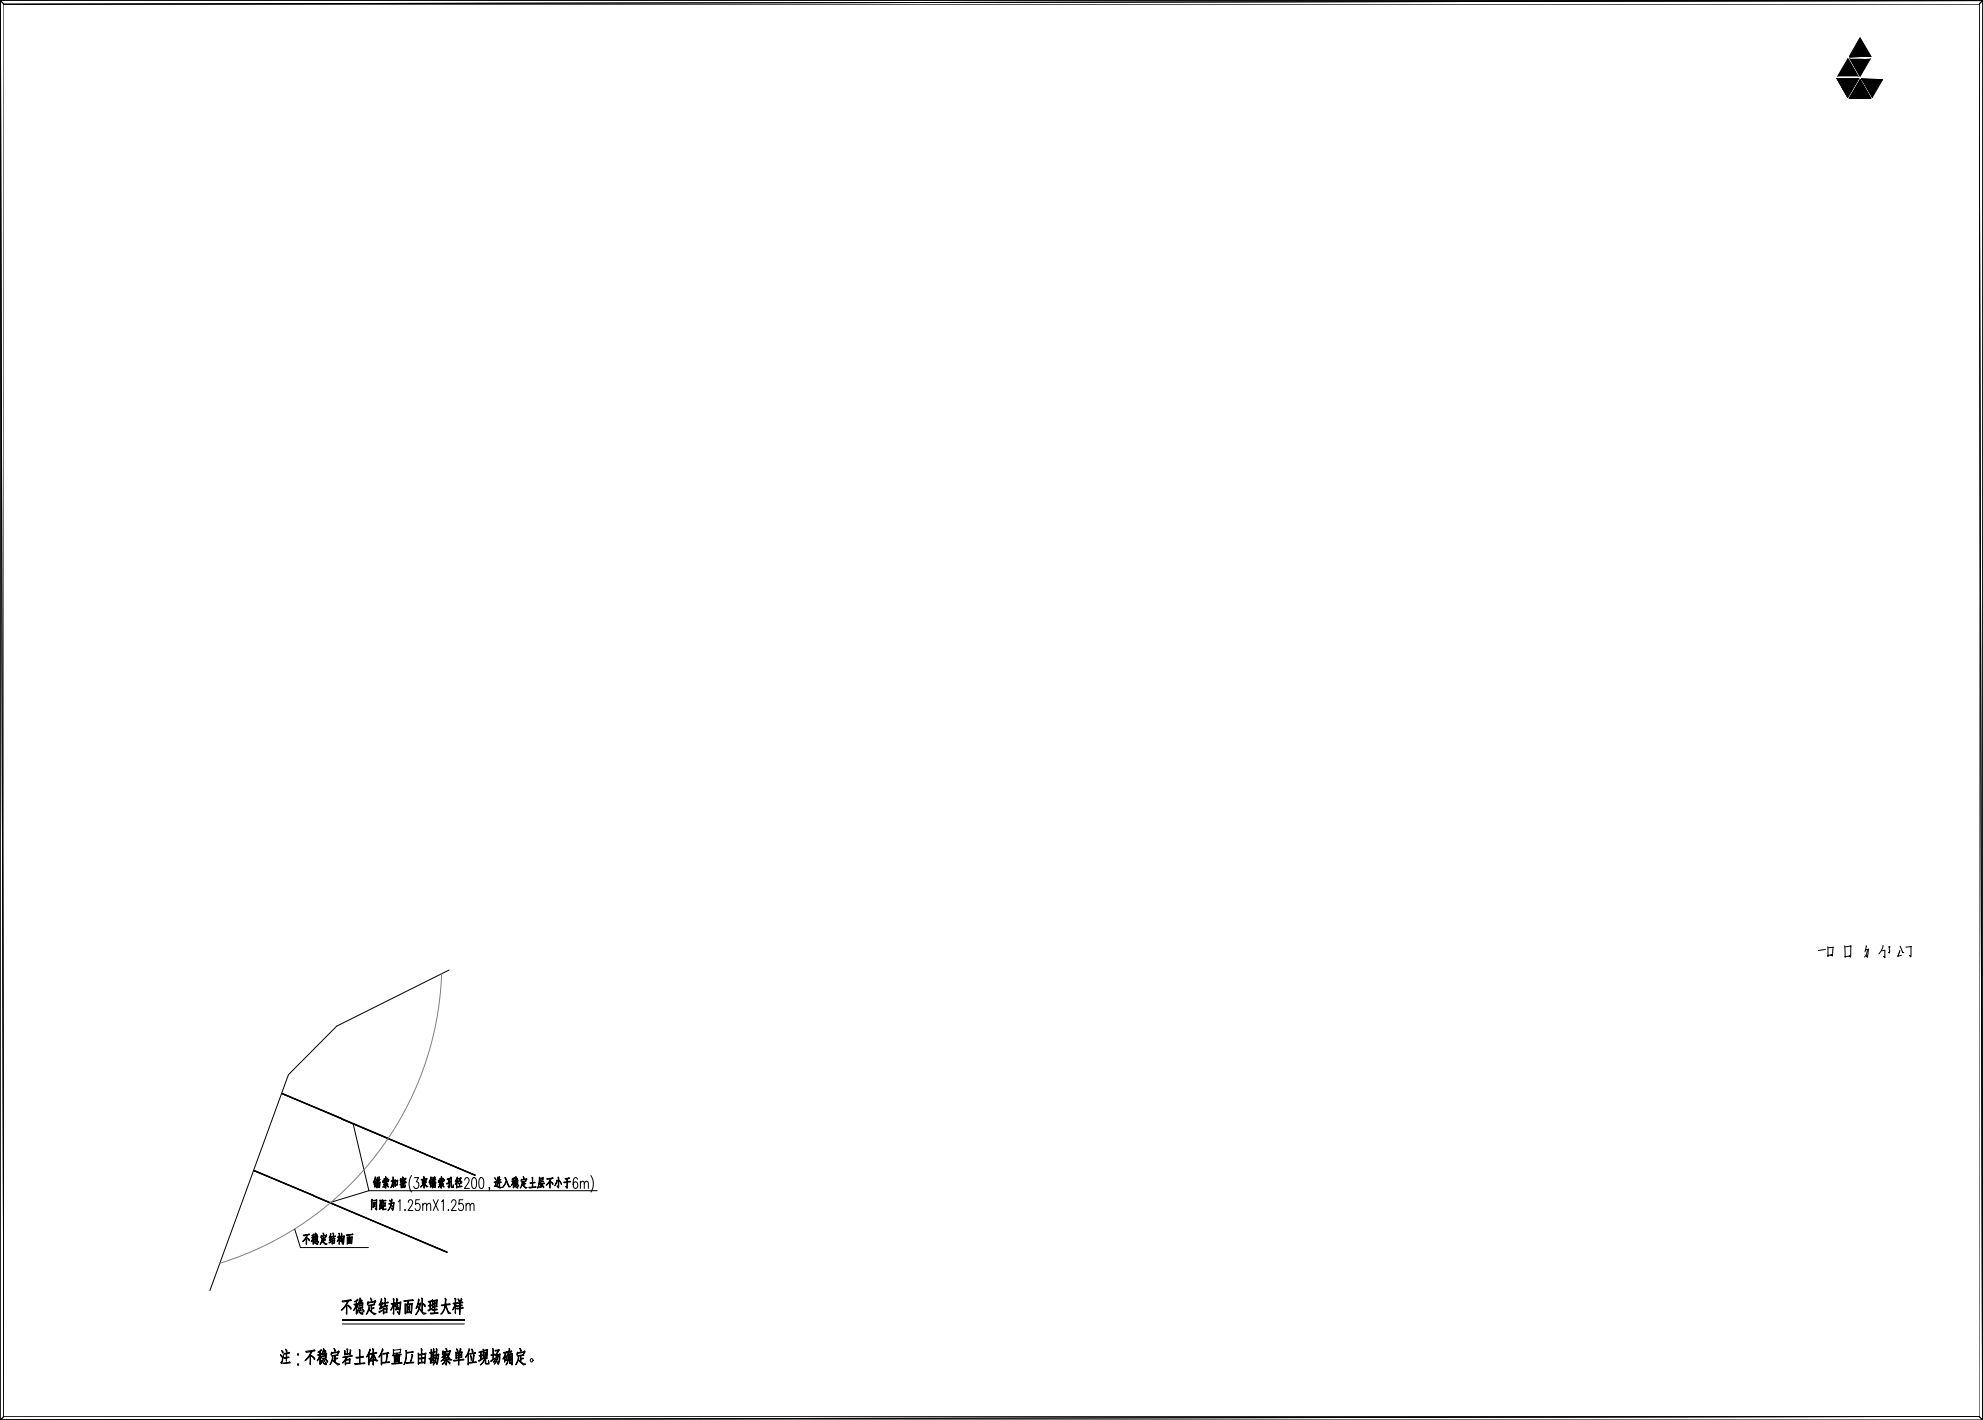 锚索加密(3束锚索孔径200,进入稳定土层不小于6m)
间距为1.25mX1.25m
不稳定结构面
不稳定结构面处理大样
注:不稳定岩土体位置应由勘察单位现场确定。